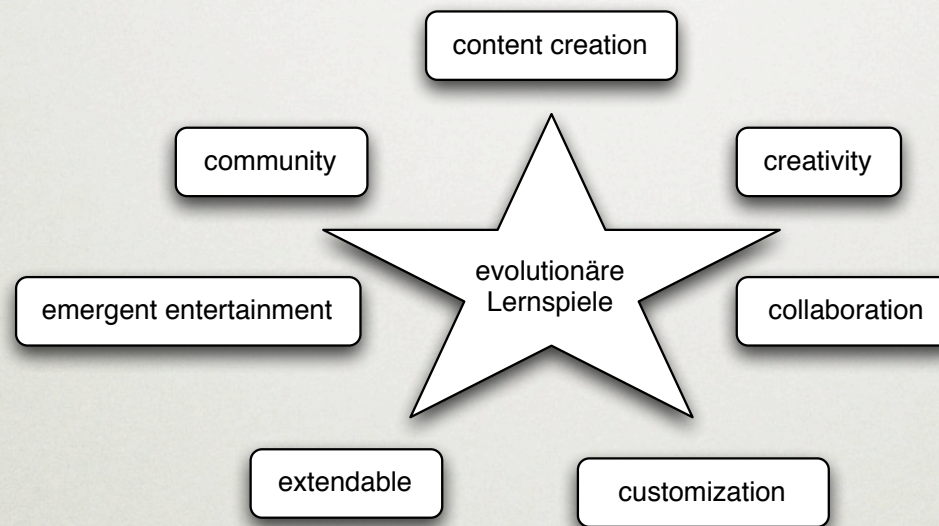 content creation
community
creativity
evolutionäre
Lernspiele
emergent entertainment
collaboration
extendable
customization